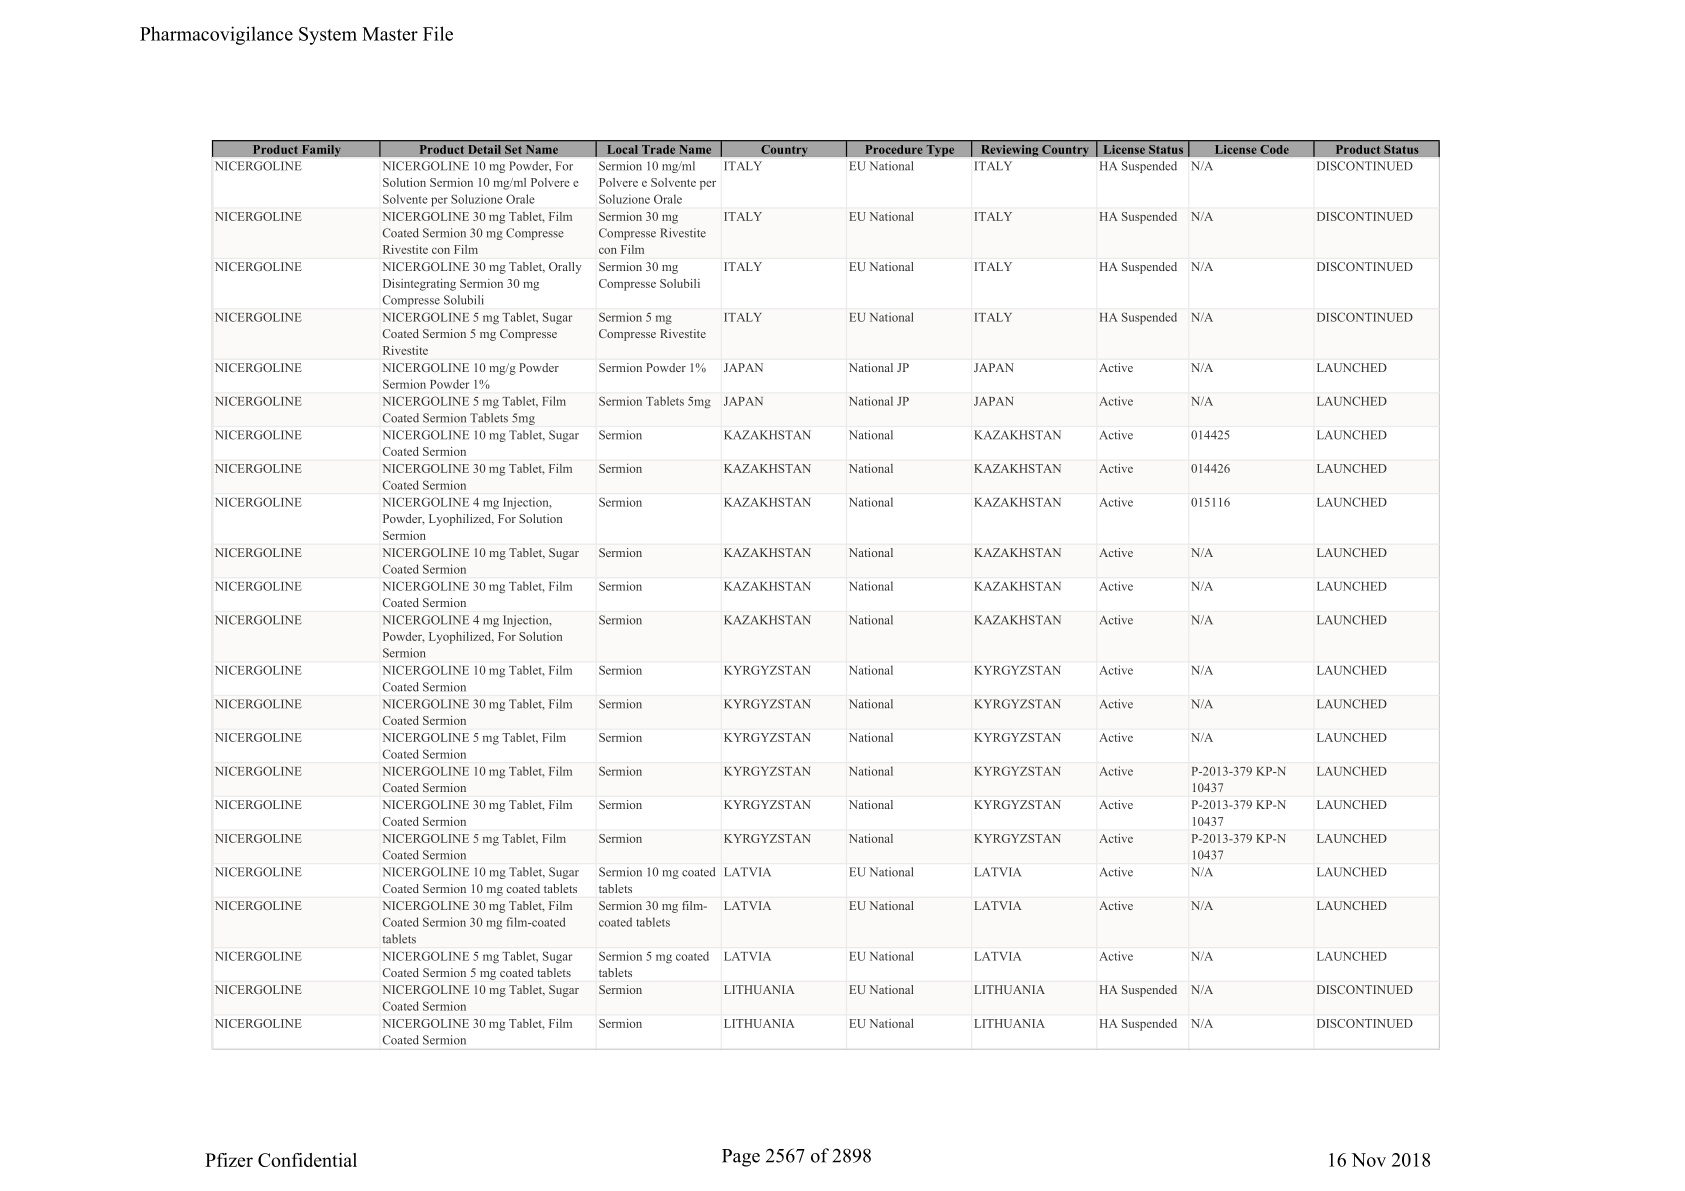 Pharmacovigilance System Master File
Product Family Product Detail Set Name Local Trade Name Country Procedure Type Reviewing Country License Status License Code Product Status
NICERGOLINE NICERGOLINE 10 mg Powder, For Sermion 10 mg/ml ITALY EU National ITALY HA Suspended N/A DISCONTINUED
Solution Sermion 10 mg/ml Polvere e Polvere e Solvente per
Solvente per Soluzione Orale Soluzione Orale
NICERGOLINE NICERGOLINE 30 mg Tablet, Film Sermion 30 mg ITALY EU National ITALY HA Suspended N/A DISCONTINUED
Coated Sermion 30 mg Compresse Compresse Rivestite
Rivestite con Film con Film
NICERGOLINE NICERGOLINE 30 mg Tablet, Orally Sermion 30 mg ITALY EU National ITALY HA Suspended N/A DISCONTINUED
Disintegrating Sermion 30 mg Compresse Solubili
Compresse Solubili
NICERGOLINE NICERGOLINE 5 mg Tablet, Sugar Sermion 5 mg ITALY EU National ITALY HA Suspended N/A DISCONTINUED
Coated Sermion 5 mg Compresse Compresse Rivestite
Rivestite
NICERGOLINE NICERGOLINE 10 mg/g Powder Sermion Powder 1% JAPAN National JP JAPAN Active N/A LAUNCHED
Sermion Powder 1%
NICERGOLINE NICERGOLINE 5 mg Tablet, Film Sermion Tablets 5mg JAPAN National JP JAPAN Active N/A LAUNCHED
Coated Sermion Tablets 5mg
NICERGOLINE NICERGOLINE 10 mg Tablet, Sugar Sermion KAZAKHSTAN National KAZAKHSTAN Active 014425 LAUNCHED
Coated Sermion
NICERGOLINE NICERGOLINE 30 mg Tablet, Film Sermion KAZAKHSTAN National KAZAKHSTAN Active 014426 LAUNCHED
Coated Sermion
NICERGOLINE NICERGOLINE 4 mg Injection, Sermion KAZAKHSTAN National KAZAKHSTAN Active 015116 LAUNCHED
Powder, Lyophilized, For Solution
Sermion
NICERGOLINE NICERGOLINE 10 mg Tablet, Sugar Sermion KAZAKHSTAN National KAZAKHSTAN Active N/A LAUNCHED
Coated Sermion
NICERGOLINE NICERGOLINE 30 mg Tablet, Film Sermion KAZAKHSTAN National KAZAKHSTAN Active N/A LAUNCHED
Coated Sermion
NICERGOLINE NICERGOLINE 4 mg Injection, Sermion KAZAKHSTAN National KAZAKHSTAN Active N/A LAUNCHED
Powder, Lyophilized, For Solution
Sermion
NICERGOLINE NICERGOLINE 10 mg Tablet, Film Sermion KYRGYZSTAN National KYRGYZSTAN Active N/A LAUNCHED
Coated Sermion
NICERGOLINE NICERGOLINE 30 mg Tablet, Film Sermion KYRGYZSTAN National KYRGYZSTAN Active N/A LAUNCHED
Coated Sermion
NICERGOLINE NICERGOLINE 5 mg Tablet, Film Sermion KYRGYZSTAN National KYRGYZSTAN Active N/A LAUNCHED
Coated Sermion
NICERGOLINE NICERGOLINE 10 mg Tablet, Film Sermion KYRGYZSTAN National KYRGYZSTAN Active P-2013-379 KP-N LAUNCHED
Coated Sermion 10437
NICERGOLINE NICERGOLINE 30 mg Tablet, Film Sermion KYRGYZSTAN National KYRGYZSTAN Active P-2013-379 KP-N LAUNCHED
Coated Sermion 10437
NICERGOLINE NICERGOLINE 5 mg Tablet, Film Sermion KYRGYZSTAN National KYRGYZSTAN Active P-2013-379 KP-N LAUNCHED
Coated Sermion 10437
NICERGOLINE NICERGOLINE 10 mg Tablet, Sugar Sermion 10 mg coated LATVIA EU National LATVIA Active N/A LAUNCHED
Coated Sermion 10 mg coated tablets tablets
NICERGOLINE NICERGOLINE 30 mg Tablet, Film Sermion 30 mg film- LATVIA EU National LATVIA Active N/A LAUNCHED
Coated Sermion 30 mg film-coated coated tablets
tablets
NICERGOLINE NICERGOLINE 5 mg Tablet, Sugar Sermion 5 mg coated LATVIA EU National LATVIA Active N/A LAUNCHED
Coated Sermion 5 mg coated tablets tablets
NICERGOLINE NICERGOLINE 10 mg Tablet, Sugar Sermion LITHUANIA EU National LITHUANIA HA Suspended N/A DISCONTINUED
Coated Sermion
NICERGOLINE NICERGOLINE 30 mg Tablet, Film Sermion LITHUANIA EU National LITHUANIA HA Suspended N/A DISCONTINUED
Coated Sermion
Pfizer Confidential Page 2567 of 2898 16 Nov 2018